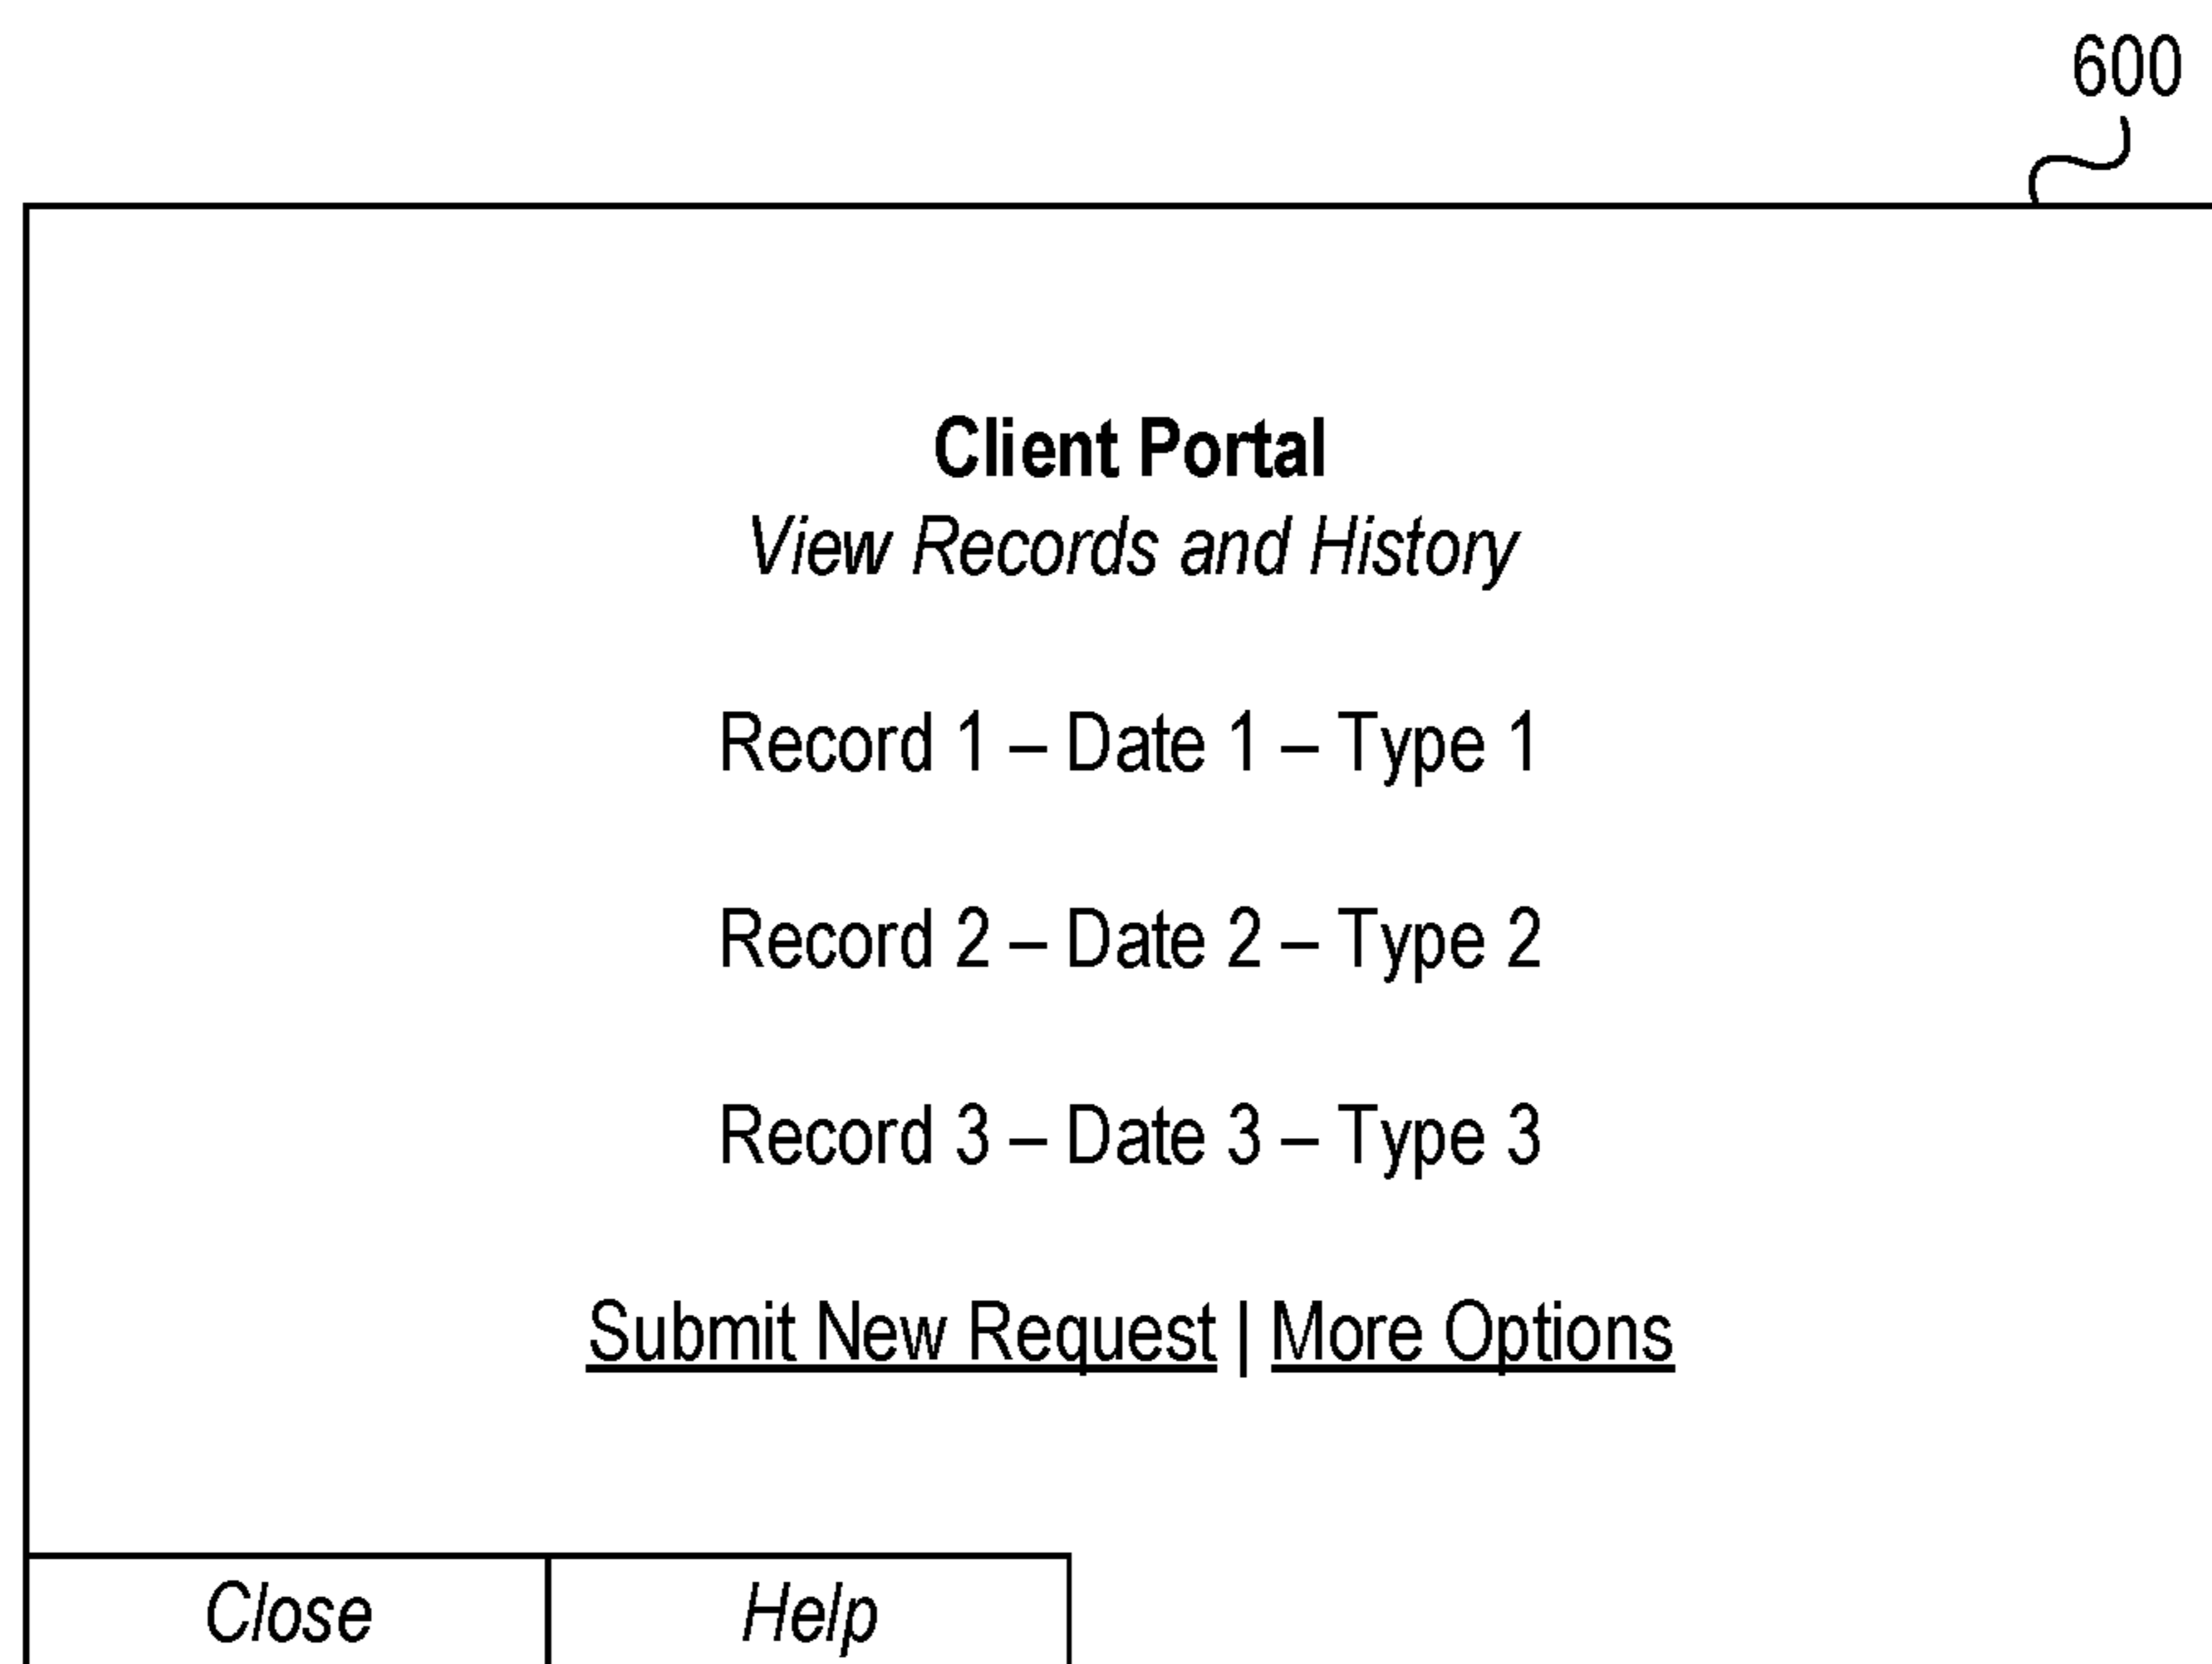 600
Client Portal
View Records and History
Record 1 – Date 1 – Type 1
Record 2 – Date 2 – Type 2
Record 3 – Date 3 – Type 3
Submit New Request | More Options
Close
Help